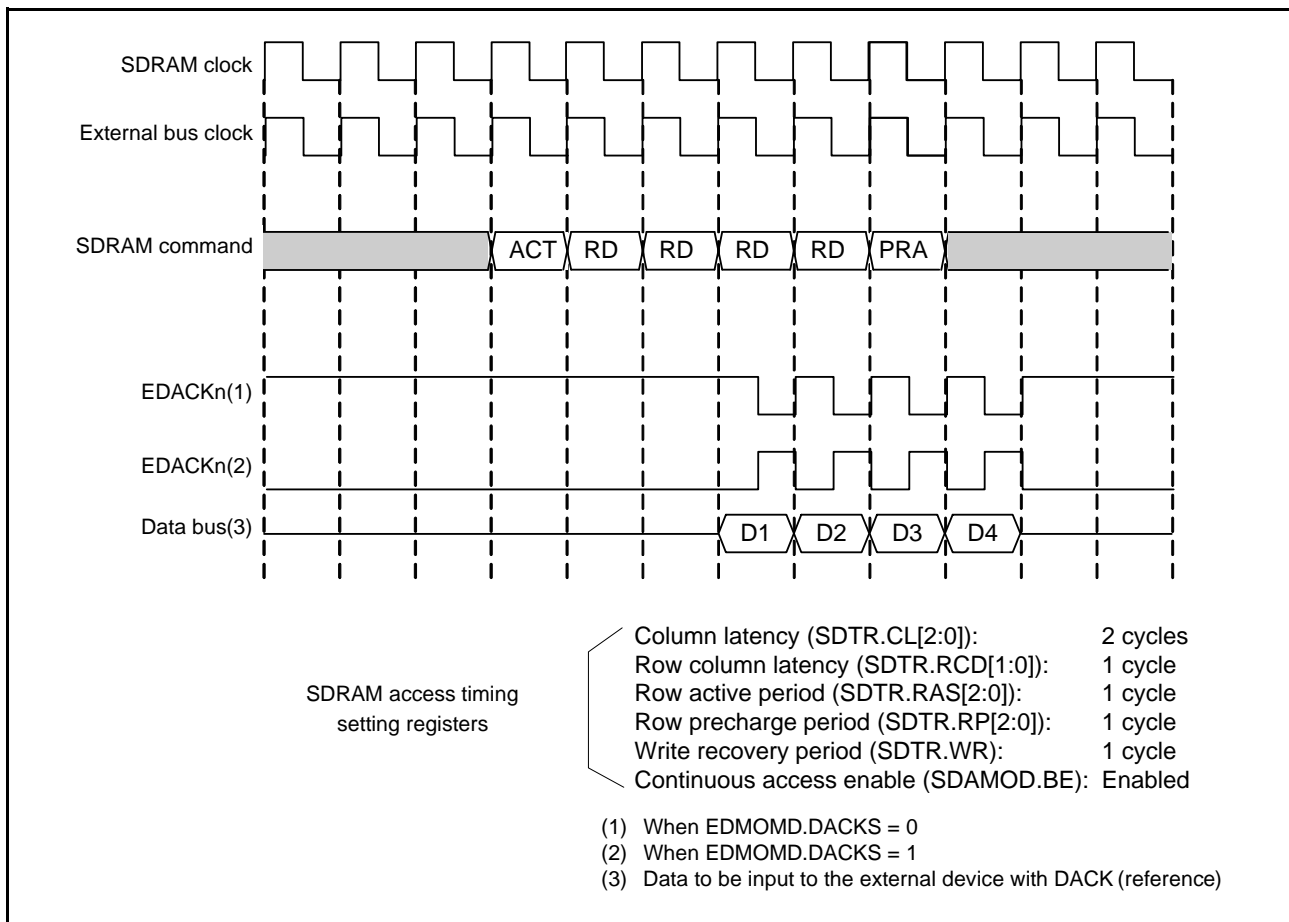 SDRAM clock
External bus clock
SDRAM command
ACT RD RD RD RD PRA
EDACKn(1)
EDACKn(2)
Data bus(3)
D1 D2 D3 D4
SDRAM access timing
setting registers
Column latency (SDTR.CL[2:0]): 2 cycles
Row column latency (SDTR.RCD[1:0]): 1 cycle
Row active period (SDTR.RAS[2:0]): 1 cycle
Row precharge period (SDTR.RP[2:0]): 1 cycle
Write recovery period (SDTR.WR): 1 cycle
Continuous access enable (SDAMOD.BE): Enabled
(1) When EDMOMD.DACKS = 0
(2) When EDMOMD.DACKS = 1
(3) Data to be input to the external device with DACK (reference)